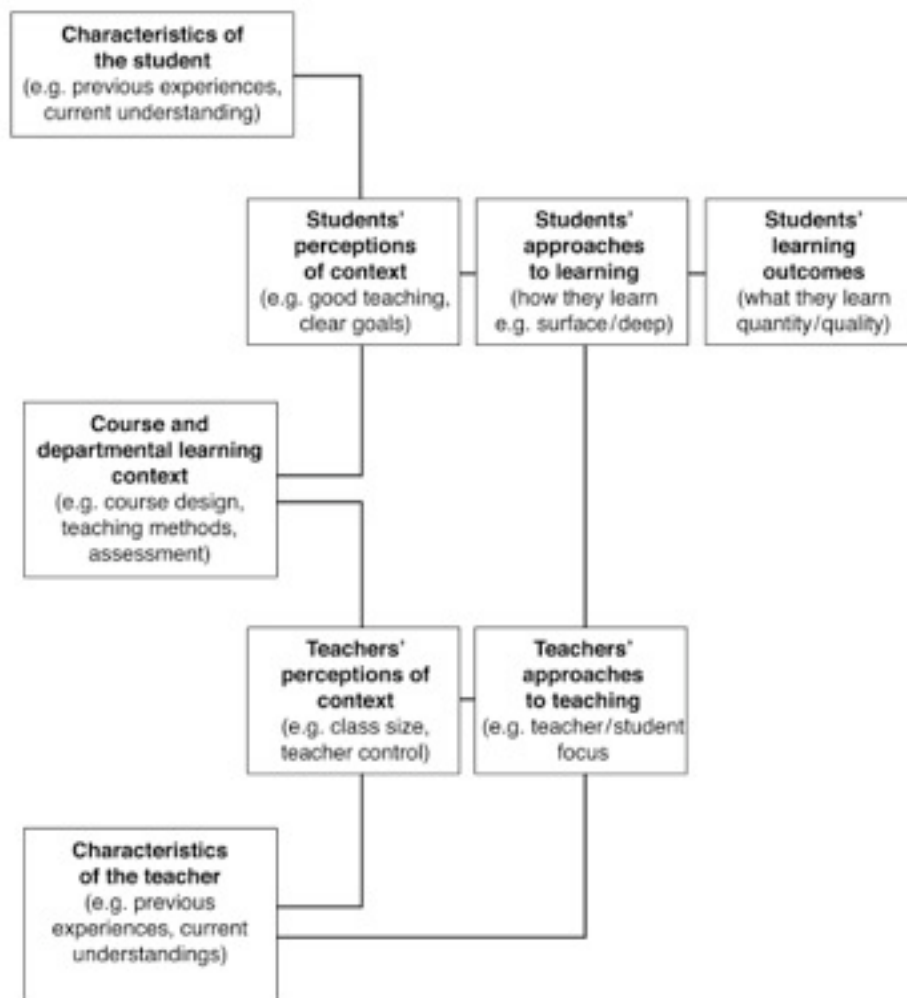 Characteristics of
the student
(e.g. previous experiences,
current understanding)
Students'
perceptions
of context
(e.g. good teaching,
clear goals)
Students'
approaches
to learning
(how they learn
e.g. surface/deep)
Students'
learning
outcomes
(what they learn
quantity/quality)
Course and
departmental learning
context
(e.g. course design,
teaching methods,
assessment)
Teachers'
perceptions of
context
(e.g. class size,
teacher control)
Teachers'
approaches
to teaching
(e.g. teacher/student
focus
Characteristics
of the teacher
(e.g. previous
experiences, current
understandings)